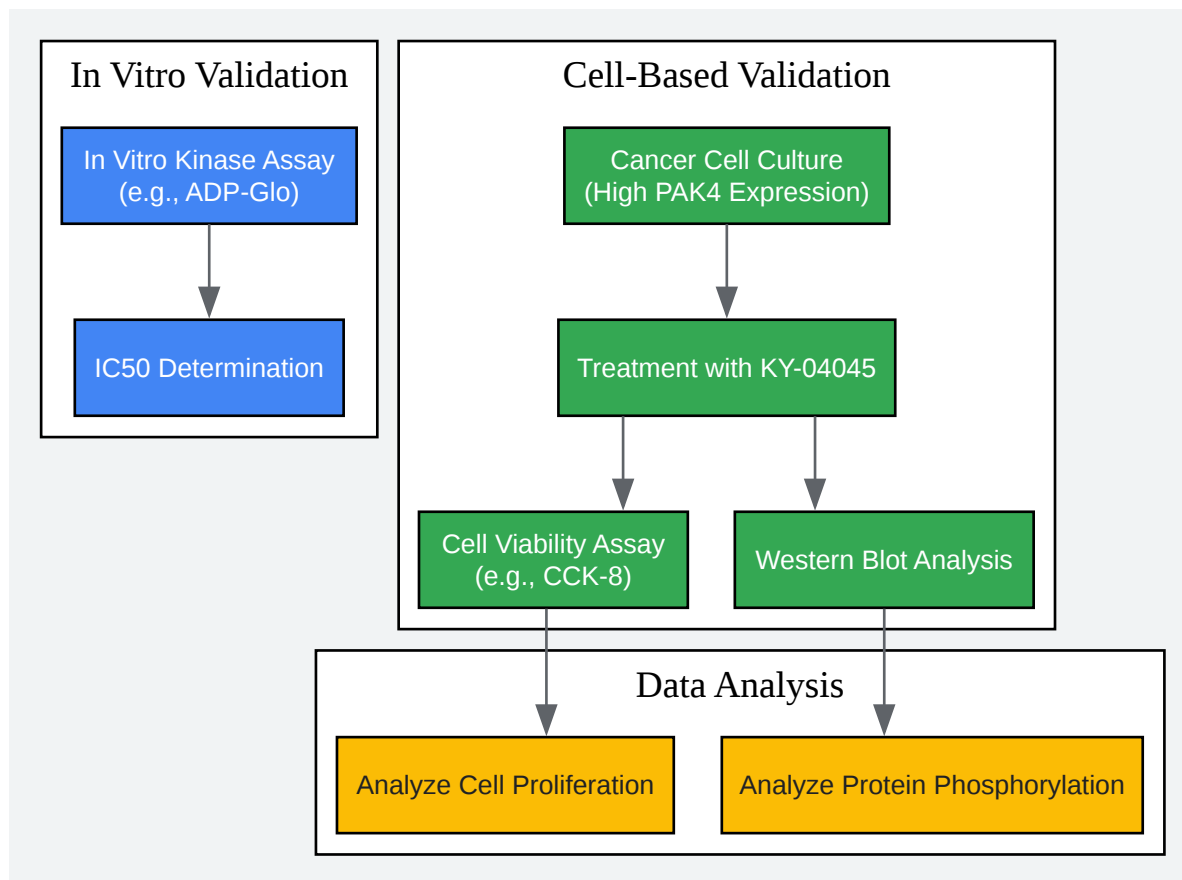 In Vitro Validation
In Vitro Kinase Assay
(e.g., ADP-Glo)
IC50 Determination
Cell-Based Validation
Cancer Cell Culture
(High PAK4 Expression)
Treatment with KY-04045
Cell Viability Assay
(e.g., CCK-8)
Western Blot Analysis
Data Analysis
Analyze Cell Proliferation
Analyze Protein Phosphorylation